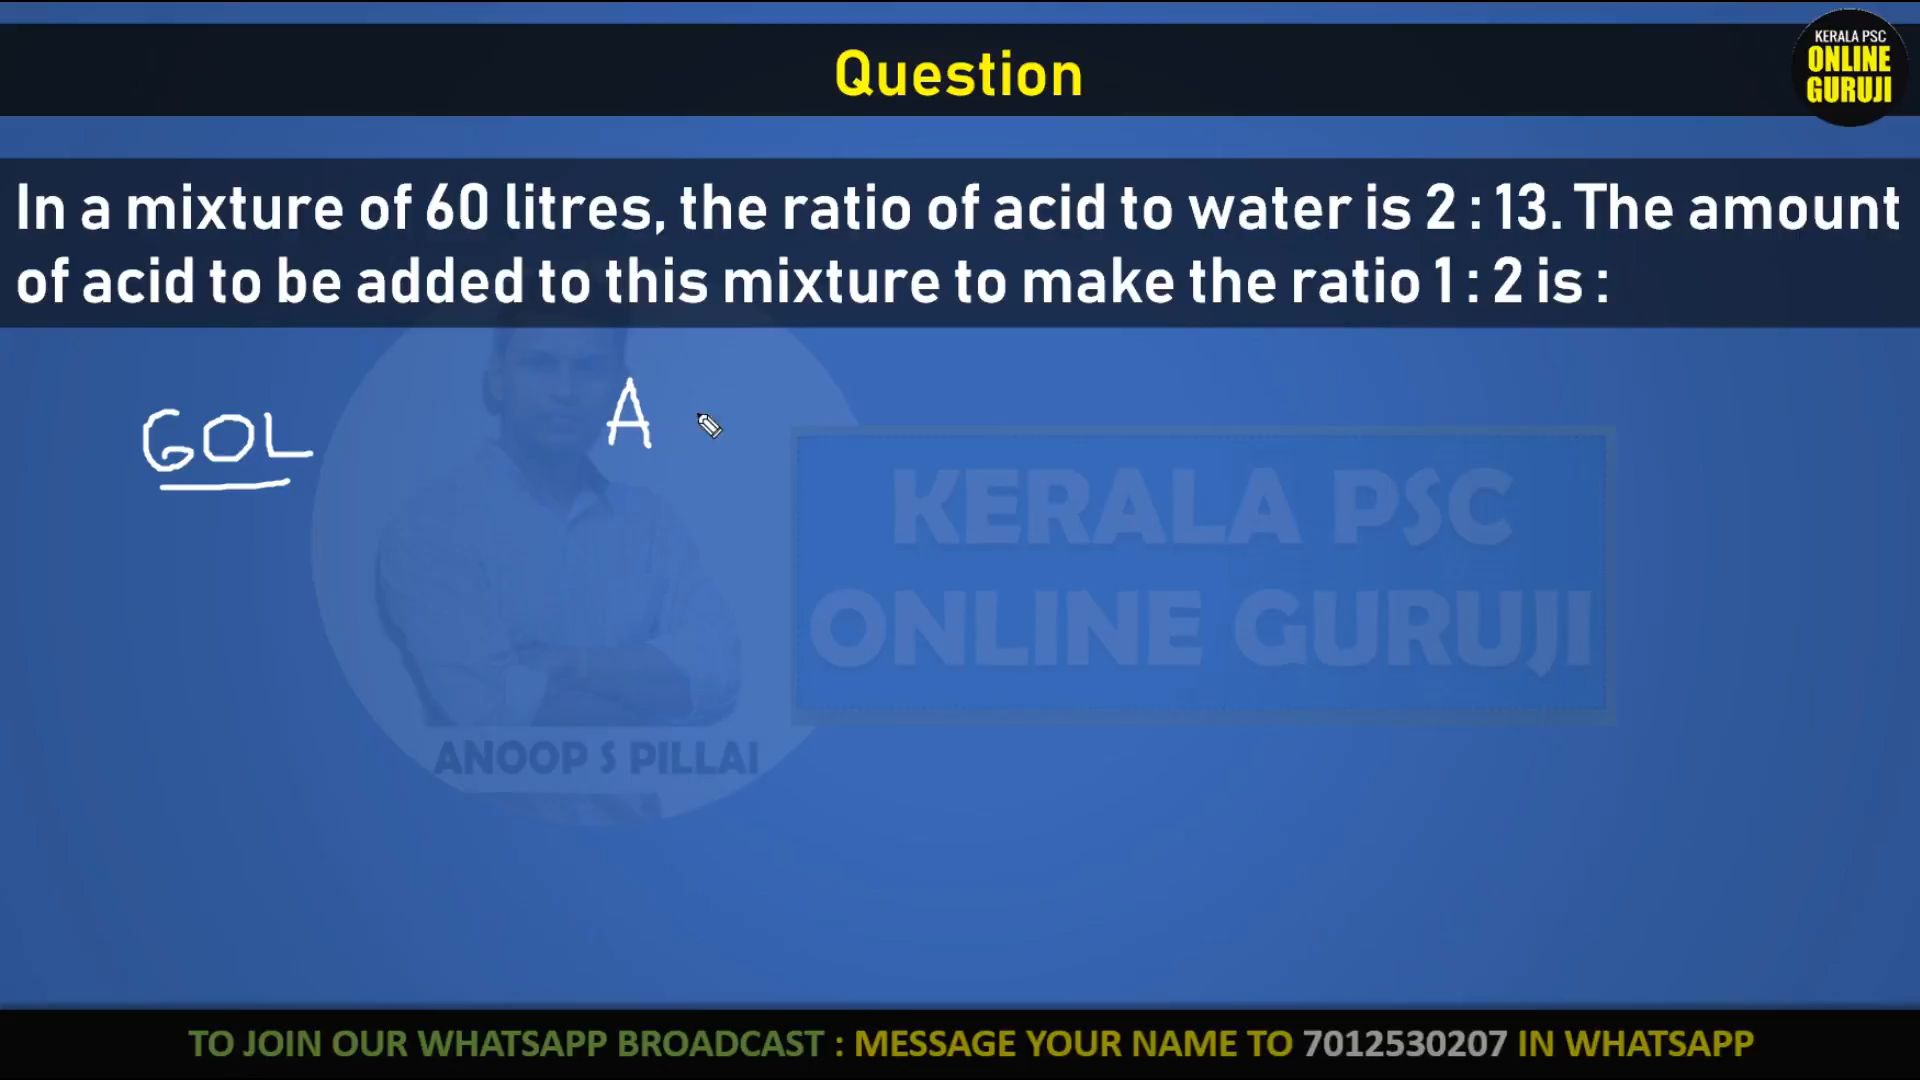 Question
KERALA PSC
ONLINE
GURUJI
In a mixture of 60 litres, the ratio of acid to water is 2 : 13. The amount
of acid to be added to this mixture to make the ratio 1 : 2 is :
60L
A
KERALA PSC
ONLINE GURUJI
ANOOP S PILLAI
TO JOIN OUR WHATSAPP BROADCAST : MESSAGE YOUR NAME TO 7012530207 IN WHATSAPP